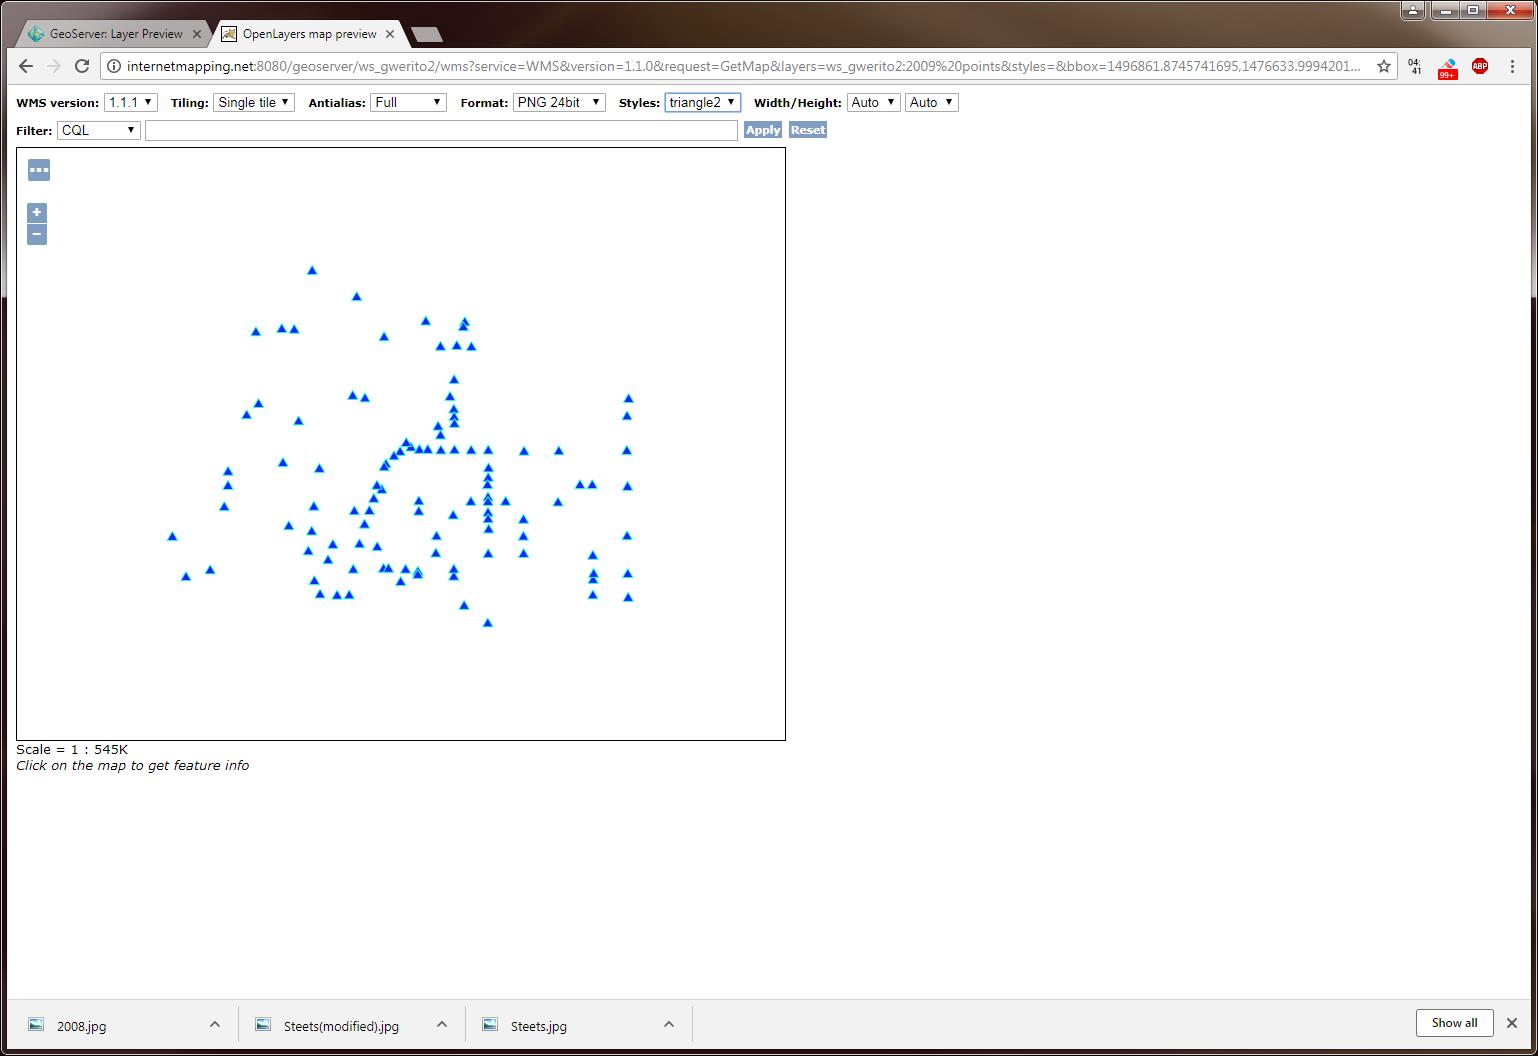 GeoServer: Layer Preview
OpenLayers map preview
internetmapping.net:8080/geoserver/ws_gwerito2/wms?service=WMS&version=1.1.0&request=GetMap&layers=ws_gwerito2:2009%20points&styles=&bbox=1496861.8745741695,1476633.9994201...
04:
41
99+
ABP
WMS version: 1.1.1 Tiling: Single tile Antialias: Full Format: PNG 24bit Styles: triangle2 Width/Height: Auto Auto
Filter: CQL Apply Reset
+
−
Scale = 1 : 545K
Click on the map to get feature info
2008.jpg
Steets(modified).jpg
Steets.jpg
Show all